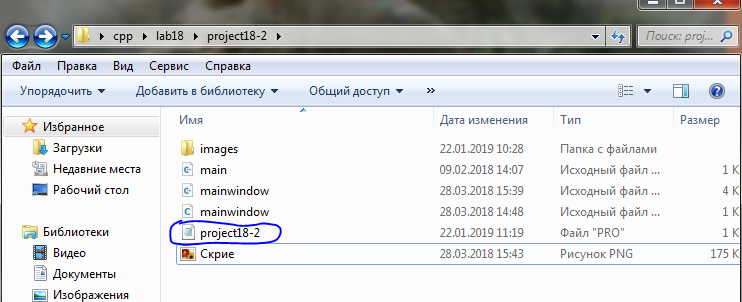 cpp ▸ lab18 ▸ project18-2 ▸
Поиск: proj...
Файл Правка Вид Сервис Справка
Упорядочить Добавить в библиотеку Общий доступ »
Избранное
Загрузки
Недавние места
Рабочий стол
Библиотеки
Видео
Документы
Изображения
Имя Дата изменения Тип Размер
images 22.01.2019 10:28 Папка с файлами
main 09.02.2018 14:07 Исходный файл ... 1 K
mainwindow 28.03.2018 15:39 Исходный файл ... 4 K
mainwindow 28.03.2018 14:48 Исходный файл ... 1 K
project18-2 22.01.2019 11:19 Файл "PRO" 1 K
Скрие 28.03.2018 15:43 Рисунок PNG 175 K